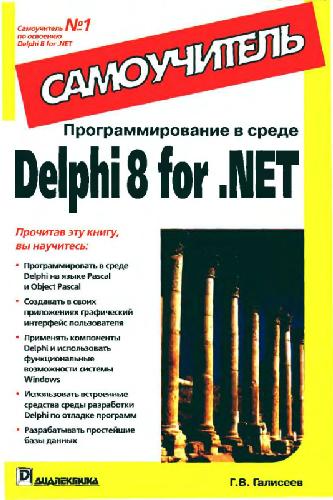 Самоучитель №1
по освоению
Delphi 8 for .NET
САМОУЧИТЕЛЬ
Программирование в среде
Delphi 8 for .NET
Прочитав эту книгу,
вы научитесь:
• Программировать в среде
Delphi на языке Pascal
и Object Pascal
• Создавать в своих
приложениях графический
интерфейс пользователя
• Применять компоненты
Delphi и использовать
функциональные
возможности системы
Windows
• Использовать встроенные
средства среды разработки
Delphi по отладке программ
• Разрабатывать простейшие
базы данных
ДИАЛЕКТИКА
Г.В. Галисеев